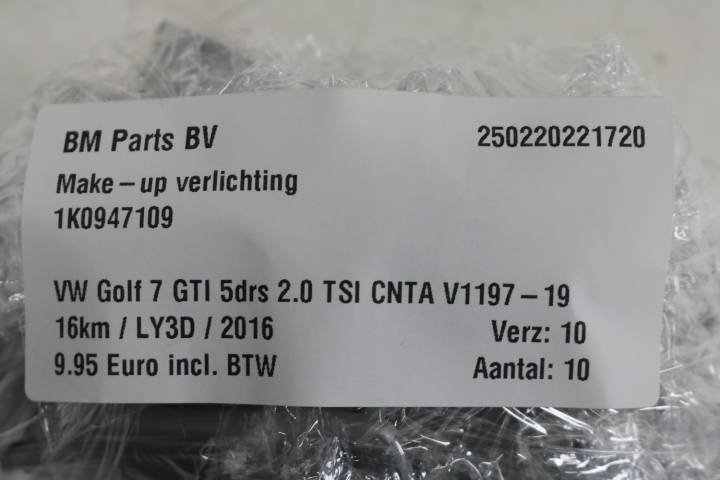 BM Parts BV 250220221720
Make-up verlichting
1K0947109
VW Golf 7 GTI 5drs 2.0 TSI CNTA V1197-19
16km / LY3D / 2016 Verz: 10
9.95 Euro incl. BTW Aantal: 10